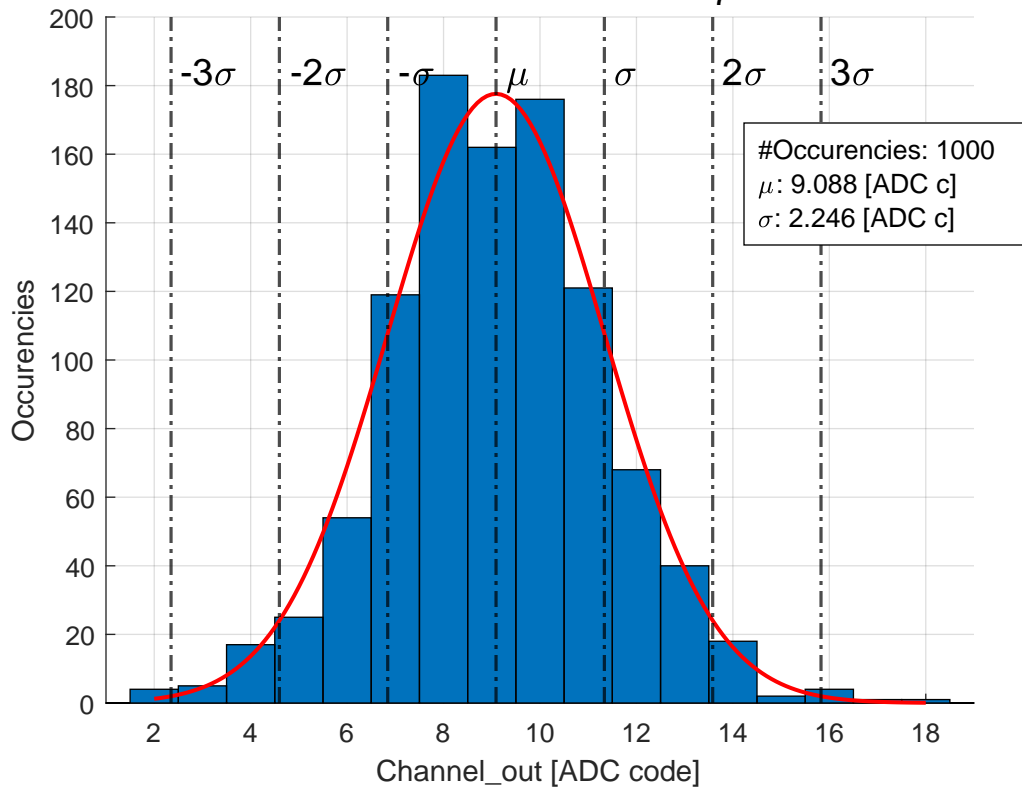 200
180
160
140
120
100
80
60
40
20
0
-3σ -2σ -σ μ σ 2σ 3σ
#Occurencies: 1000
μ: 9.088 [ADC c]
σ: 2.246 [ADC c]
Occurencies
2 4 6 8 10 12 14 16 18
Channel_out [ADC code]